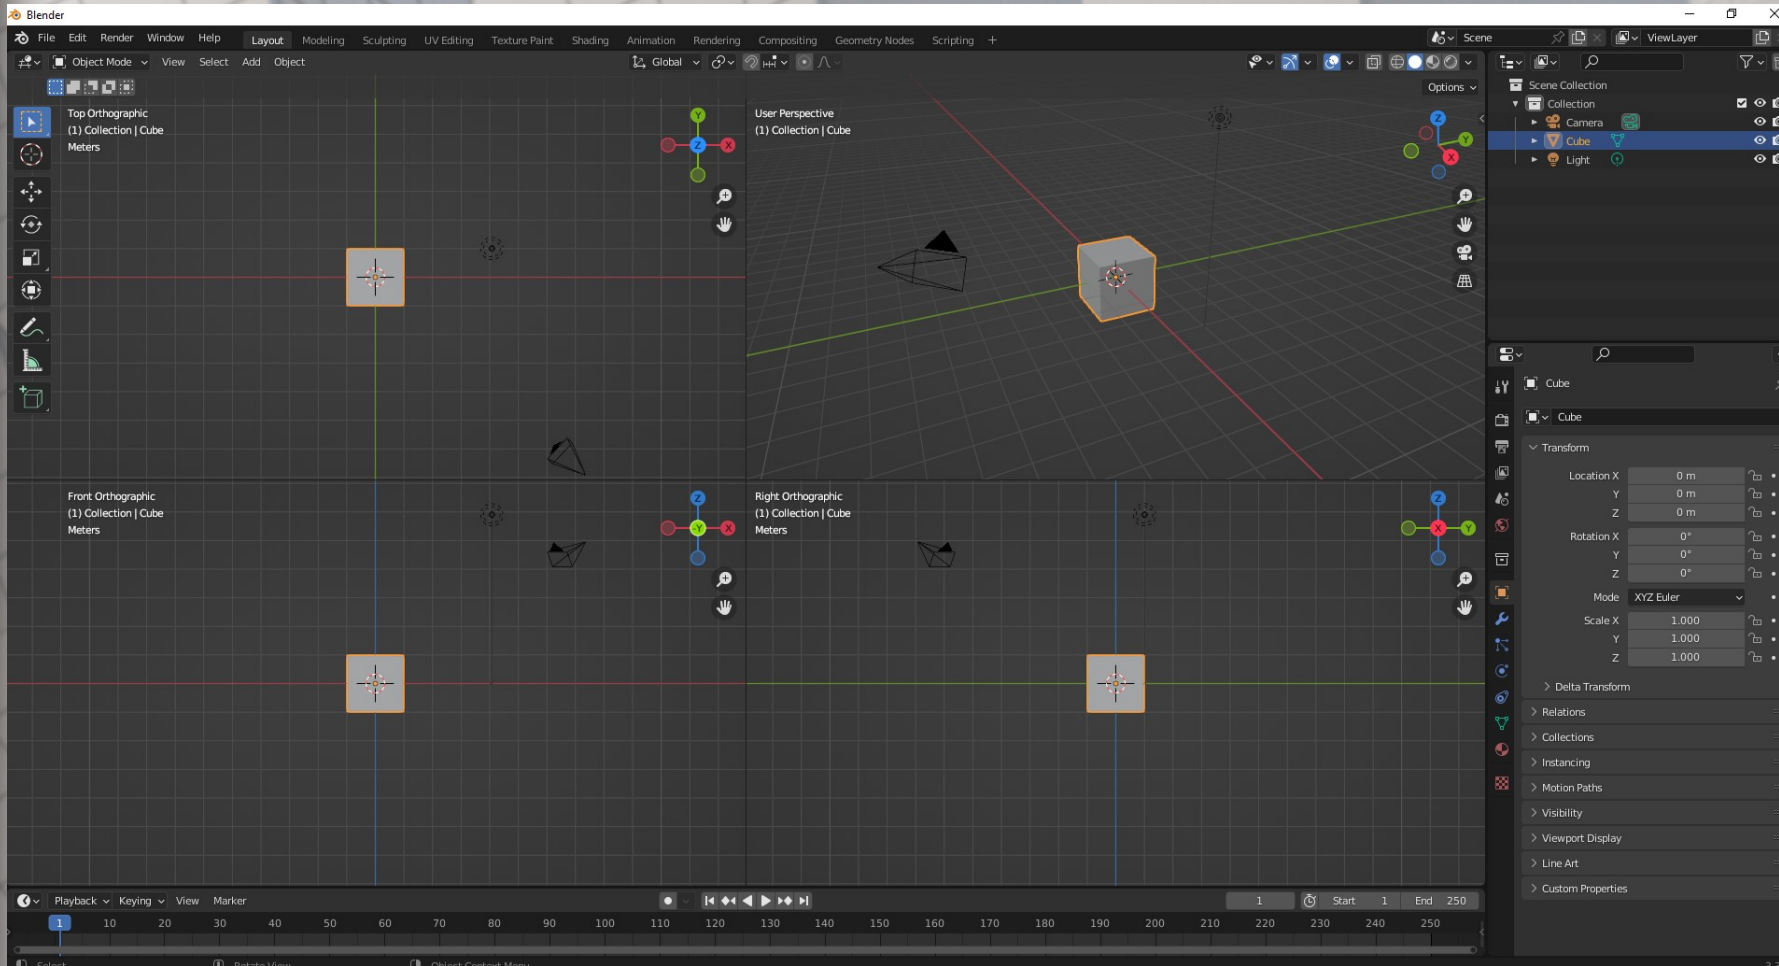 Blender
File Edit Render Window Help Layout Modeling Sculpting UV Editing Texture Paint Shading Animation Rendering Compositing Geometry Nodes Scripting + Scene ViewLayer
Object Mode View Select Add Object Global
Options
Top Orthographic
(1) Collection | Cube
Meters
Y
Z X
User Perspective
(1) Collection | Cube
Z
Y
X
Front Orthographic
(1) Collection | Cube
Meters
Z
-Y X
Right Orthographic
(1) Collection | Cube
Meters
Z
X Y
Scene Collection
Collection
Camera
Cube
Light
Cube
Cube
Transform
Location X 0 m
Y 0 m
Z 0 m
Rotation X 0°
Y 0°
Z 0°
Mode XYZ Euler
Scale X 1.000
Y 1.000
Z 1.000
Delta Transform
Relations
Collections
Instancing
Motion Paths
Visibility
Viewport Display
Line Art
Custom Properties
Playback Keying View Marker 1 Start 1 End 250
1 10 20 30 40 50 60 70 80 90 100 110 120 130 140 150 160 170 180 190 200 210 220 230 240 250
Select Rotate View Object Context Menu